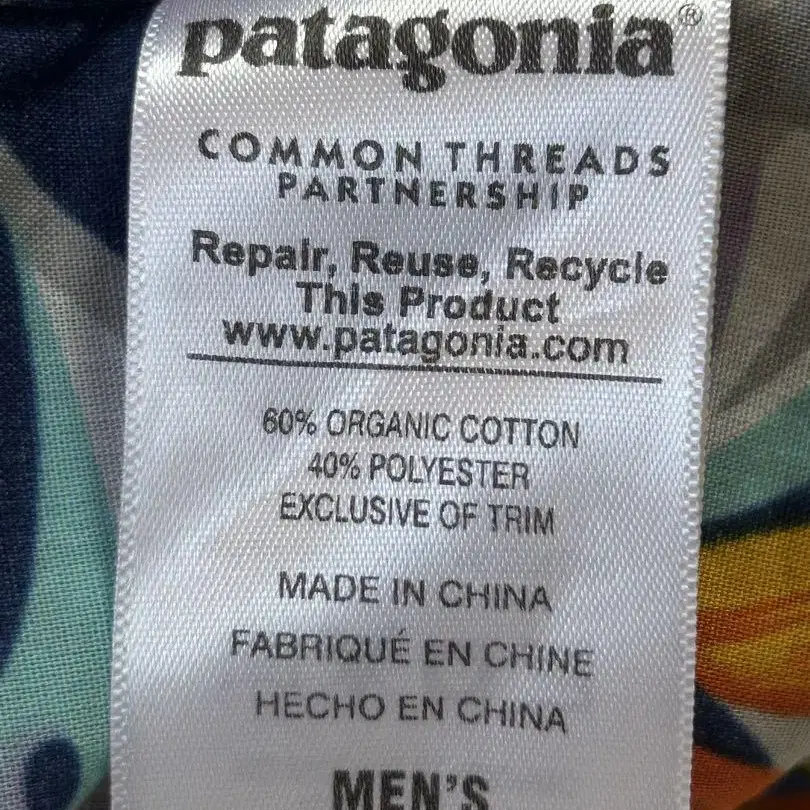 patagonia®
COMMON THREADS
PARTNERSHIP
Repair, Reuse, Recycle
This Product
www.patagonia.com
60% ORGANIC COTTON
40% POLYESTER
EXCLUSIVE OF TRIM
MADE IN CHINA
FABRIQUÉ EN CHINE
HECHO EN CHINA
MEN'S